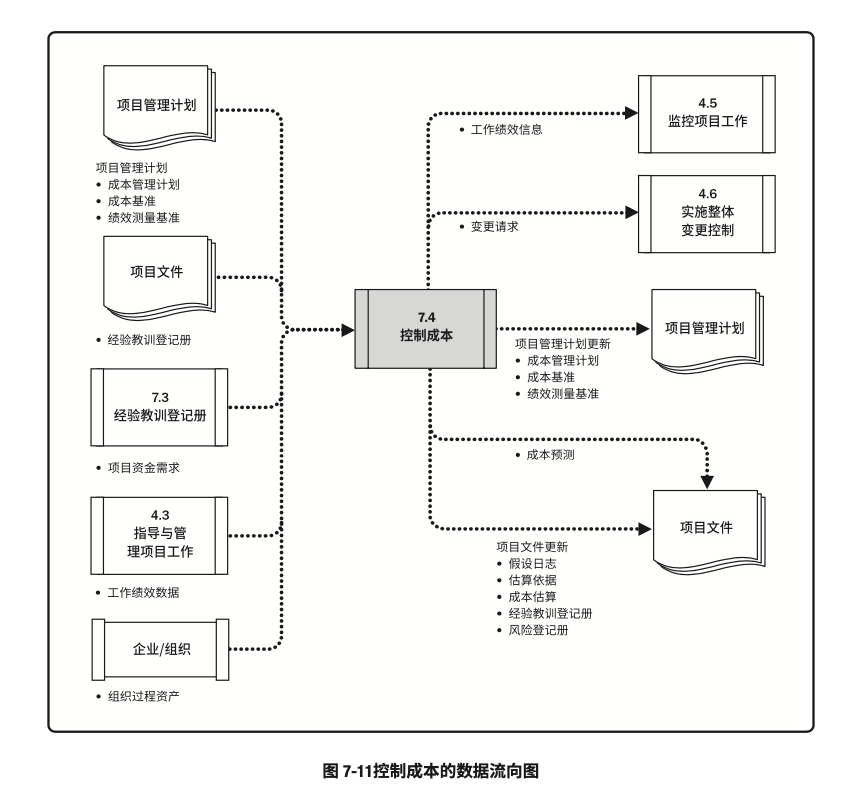 项目管理计划
项目管理计划
• 成本管理计划
• 成本基准
• 绩效测量基准
项目文件
• 经验教训登记册
7.3
经验教训登记册
• 项目资金需求
4.3
指导与管
理项目工作
• 工作绩效数据
企业/组织
• 组织过程资产
7.4
控制成本
• 工作绩效信息
4.5
监控项目工作
• 变更请求
4.6
实施整体
变更控制
项目管理计划
项目管理计划更新
• 成本管理计划
• 成本基准
• 绩效测量基准
• 成本预测
项目文件
项目文件更新
• 假设日志
• 估算依据
• 成本估算
• 经验教训登记册
• 风险登记册
图 7-11控制成本的数据流向图